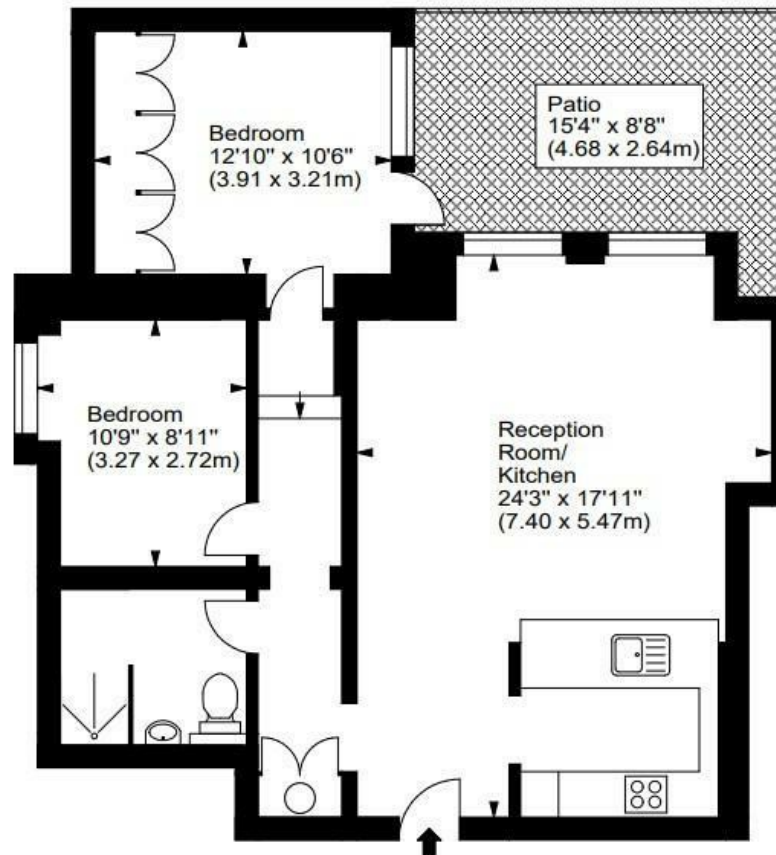 Patio
15'4" x 8'8"
(4.68 x 2.64m)
Bedroom
12'10" x 10'6"
(3.91 x 3.21m)
Bedroom
10'9" x 8'11"
(3.27 x 2.72m)
Reception
Room/
Kitchen
24'3" x 17'11"
(7.40 x 5.47m)